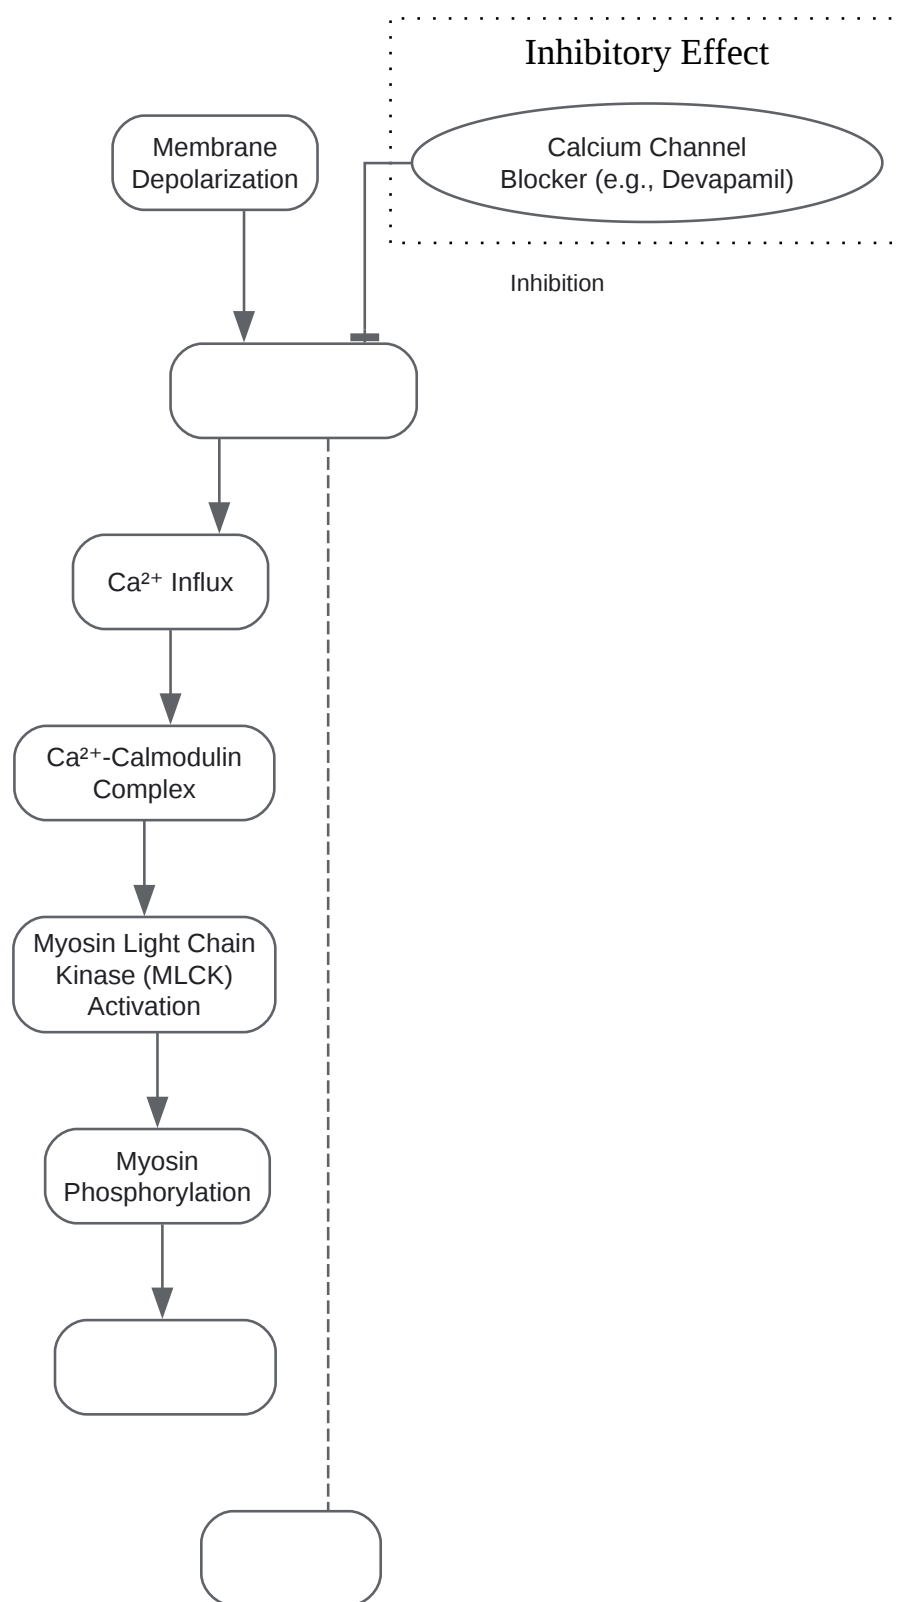 Inhibitory Effect
Membrane
Depolarization
Calcium Channel
Blocker (e.g., Devapamil)
Inhibition
Ca²⁺ Influx
Ca²⁺-Calmodulin
Complex
Myosin Light Chain
Kinase (MLCK)
Activation
Myosin
Phosphorylation